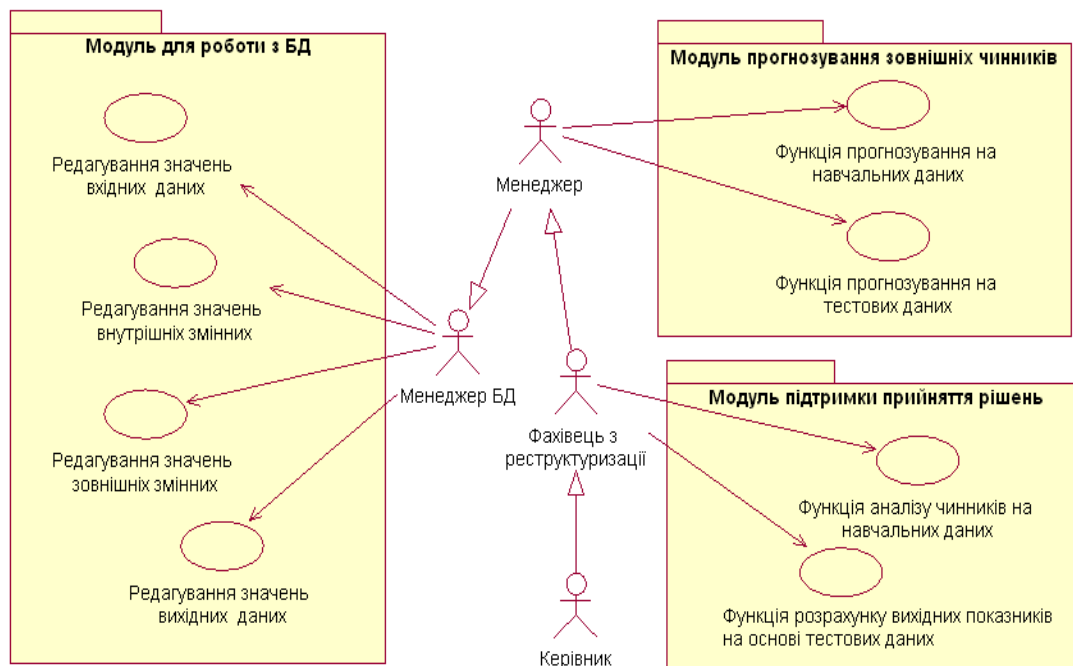 Модуль для роботи з БД
Редагування значень
вхідних даних
Редагування значень
внутрішніх змінних
Редагування значень
зовнішніх змінних
Редагування значень
вихідних даних
Менеджер
Менеджер БД
Фахівець з
реструктуризації
Керівник
Модуль прогнозування зовнішніх чинників
Функція прогнозування на
навчальних даних
Функція прогнозування на
тестових даних
Модуль підтримки прийняття рішень
Функція аналізу чинників на
навчальних даних
Функція розрахунку вихідних показників
на основі тестових даних